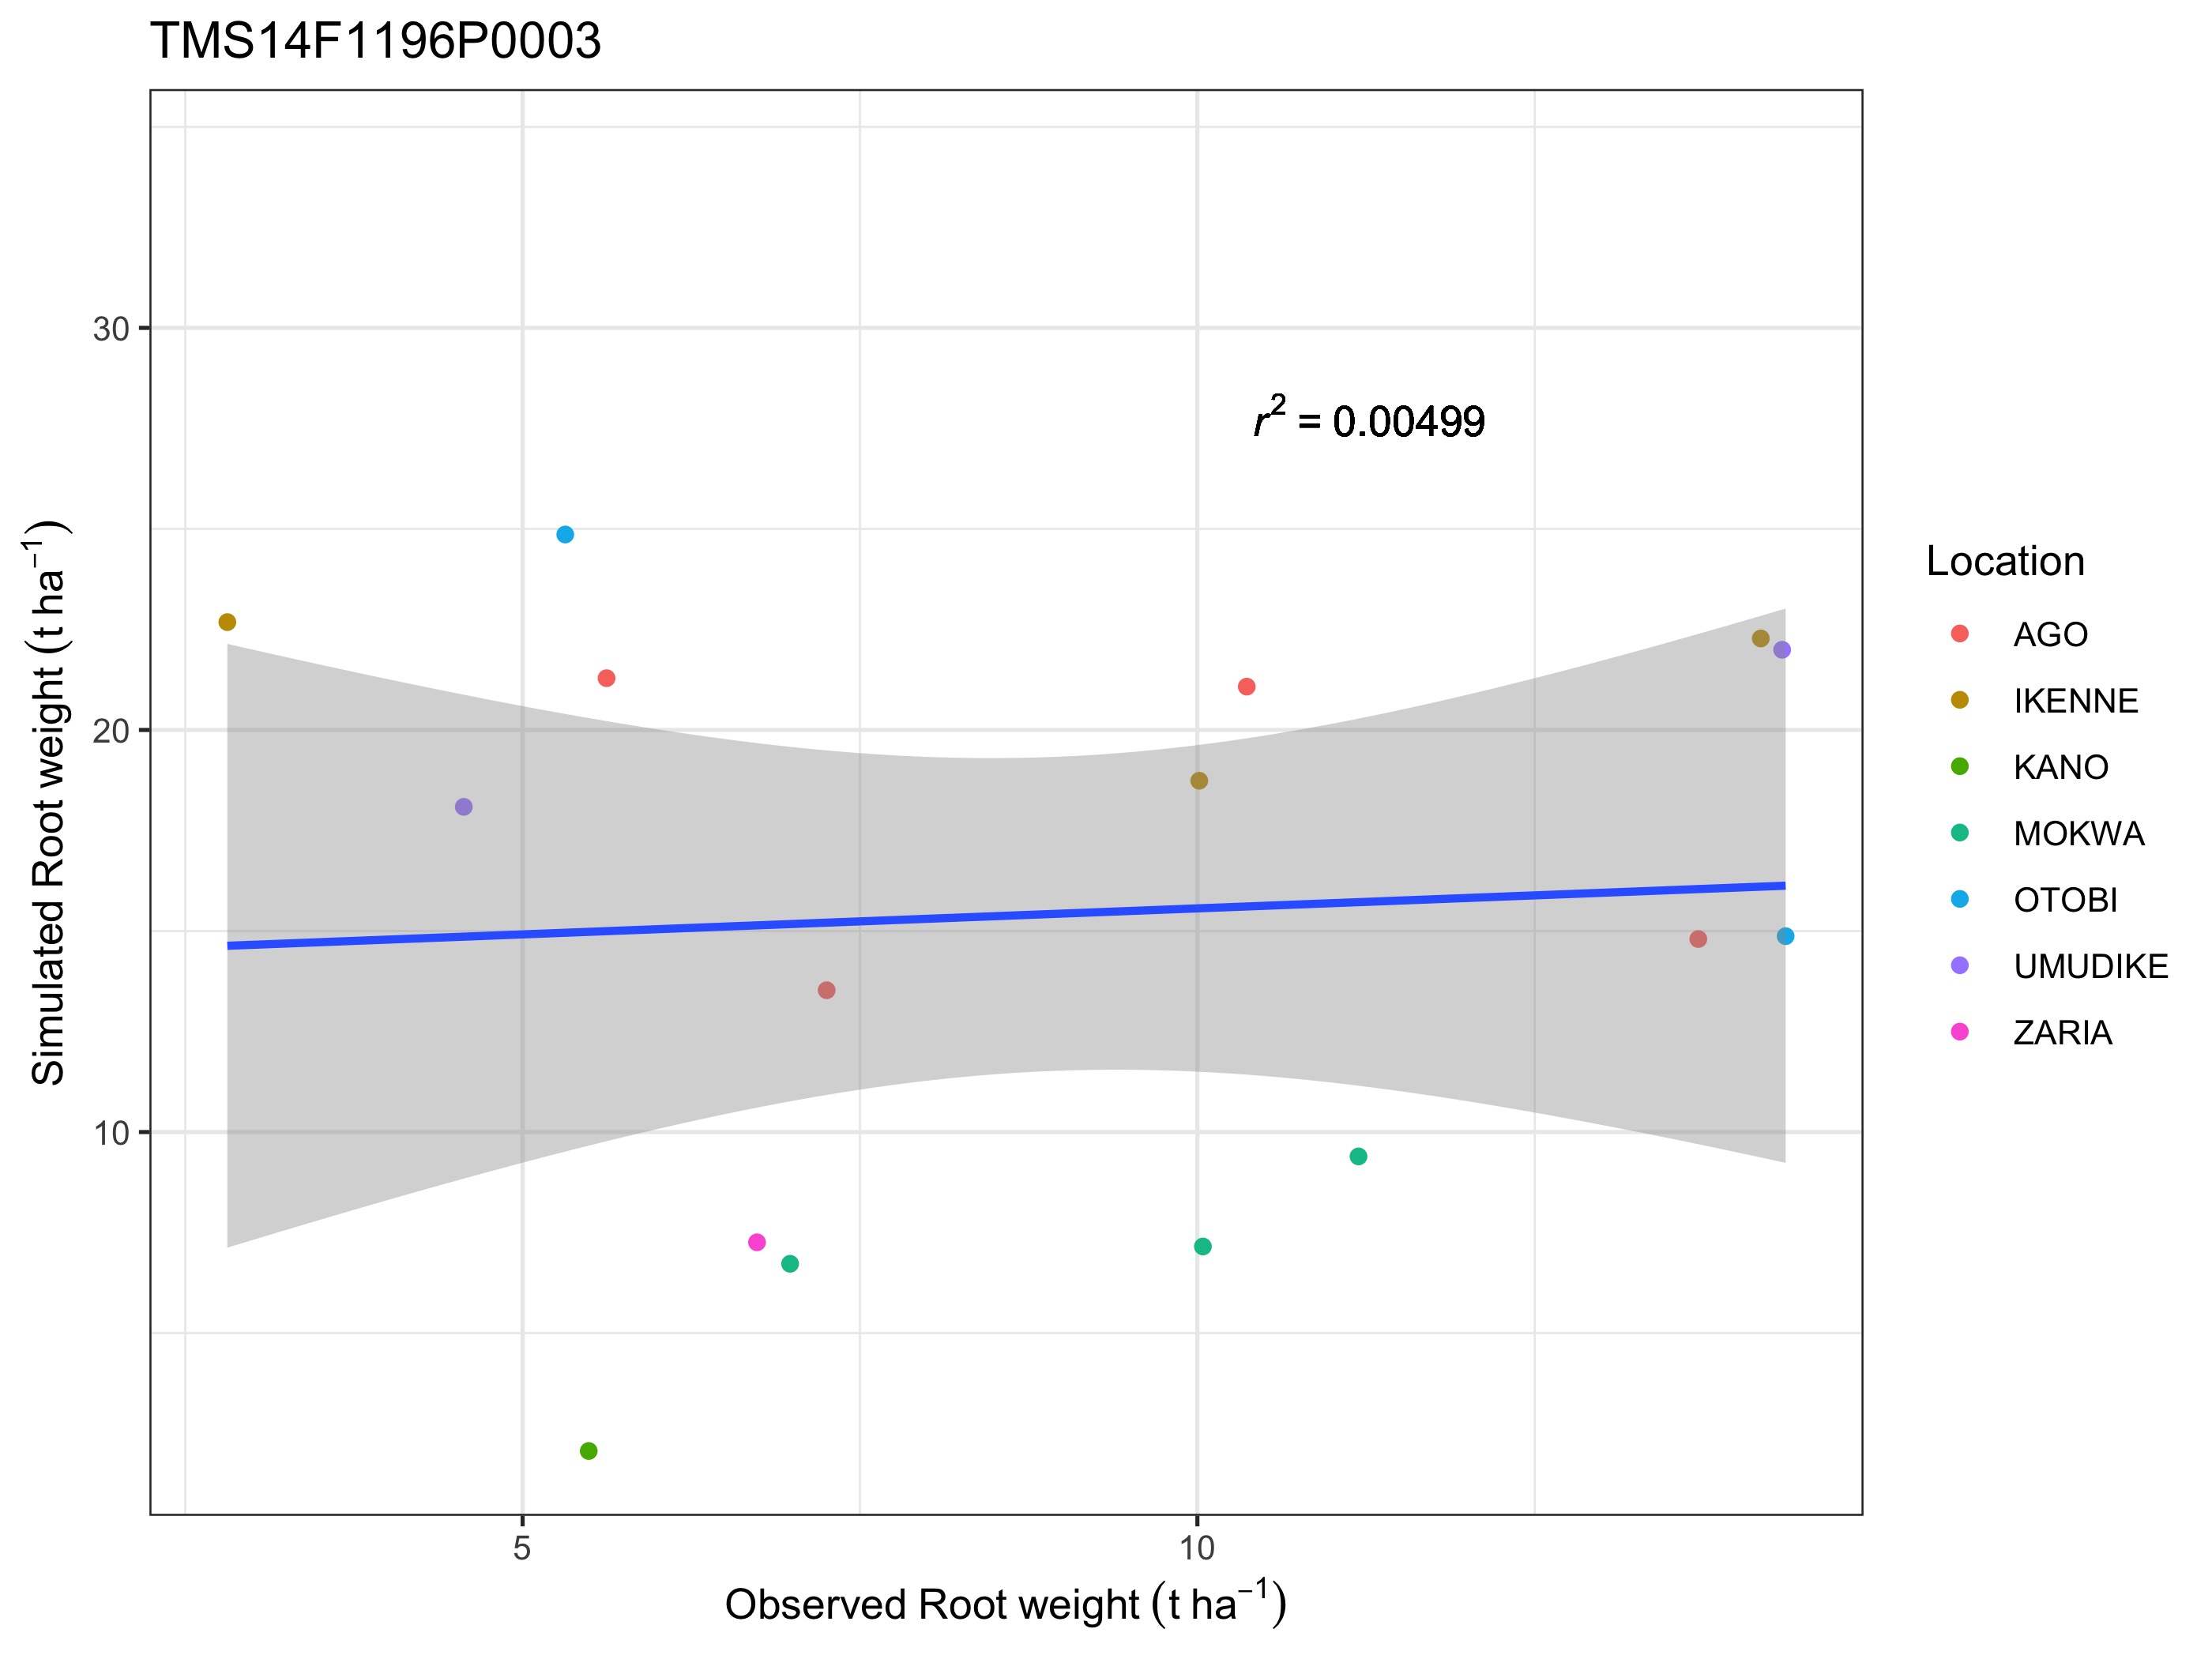 TMS14F1196P0003
30
20
10
Simulated Root weight (t ha⁻¹)
r² = 0.00499
5
10
Observed Root weight (t ha⁻¹)
Location
AGO
IKENNE
KANO
MOKWA
OTOBI
UMUDIKE
ZARIA